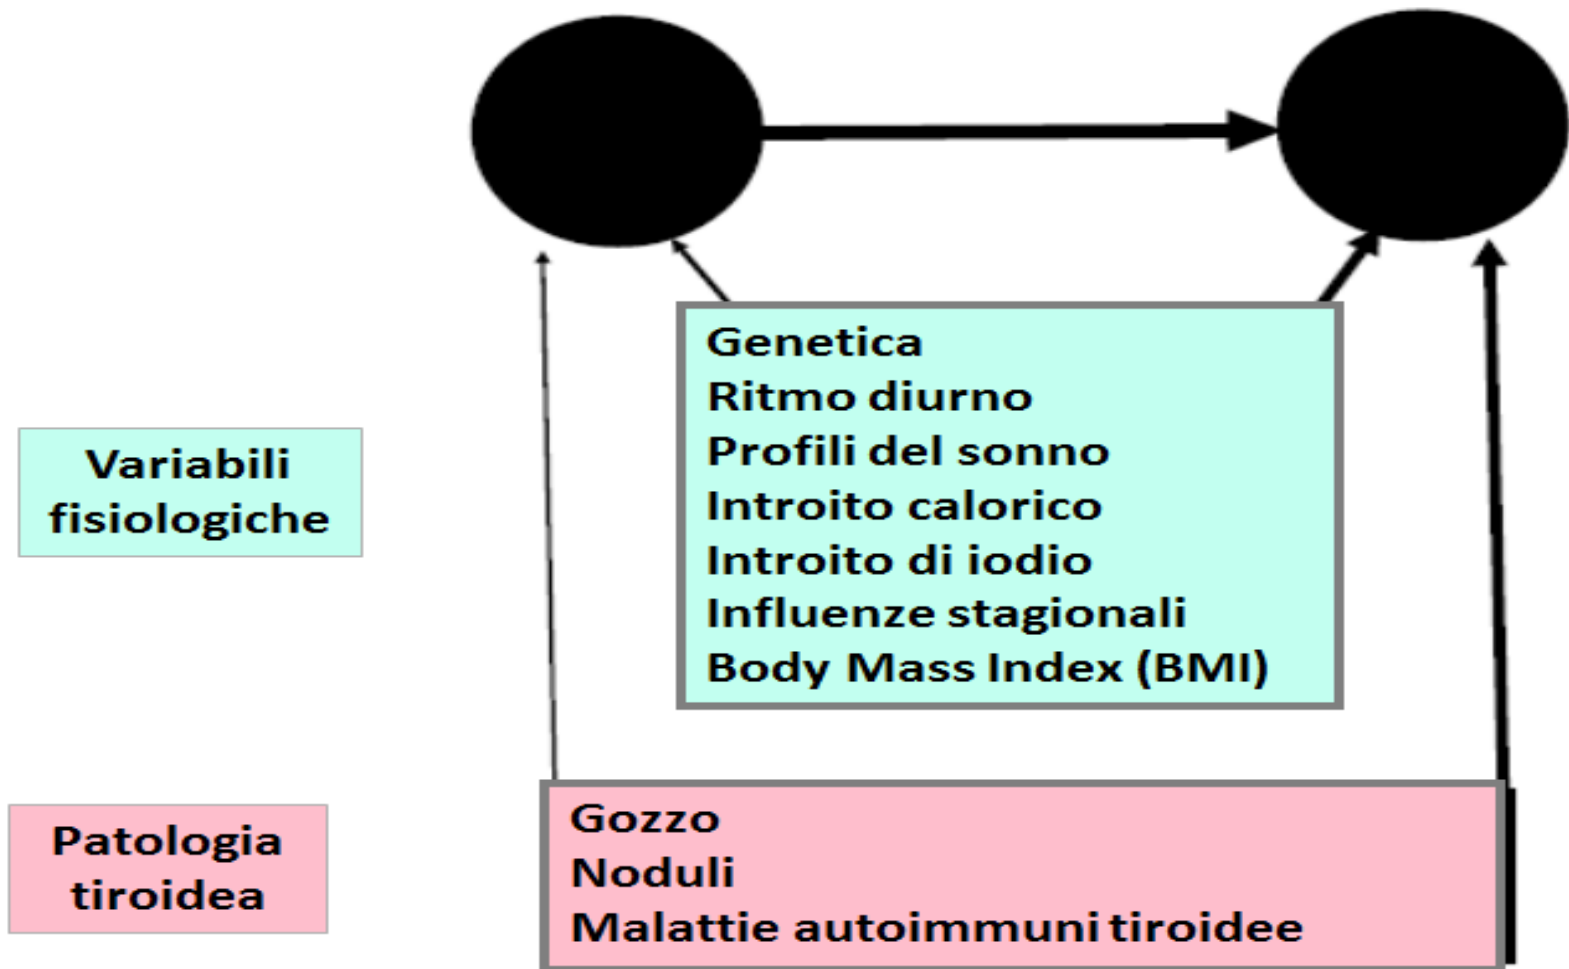 Genetica
Ritmo diurno
Profili del sonno
Introito calorico
Introito di iodio
Influenze stagionali
Body Mass Index (BMI)
Variabili
fisiologiche
Patologia
tiroidea
Gozzo
Noduli
Malattie autoimmuni tiroidee